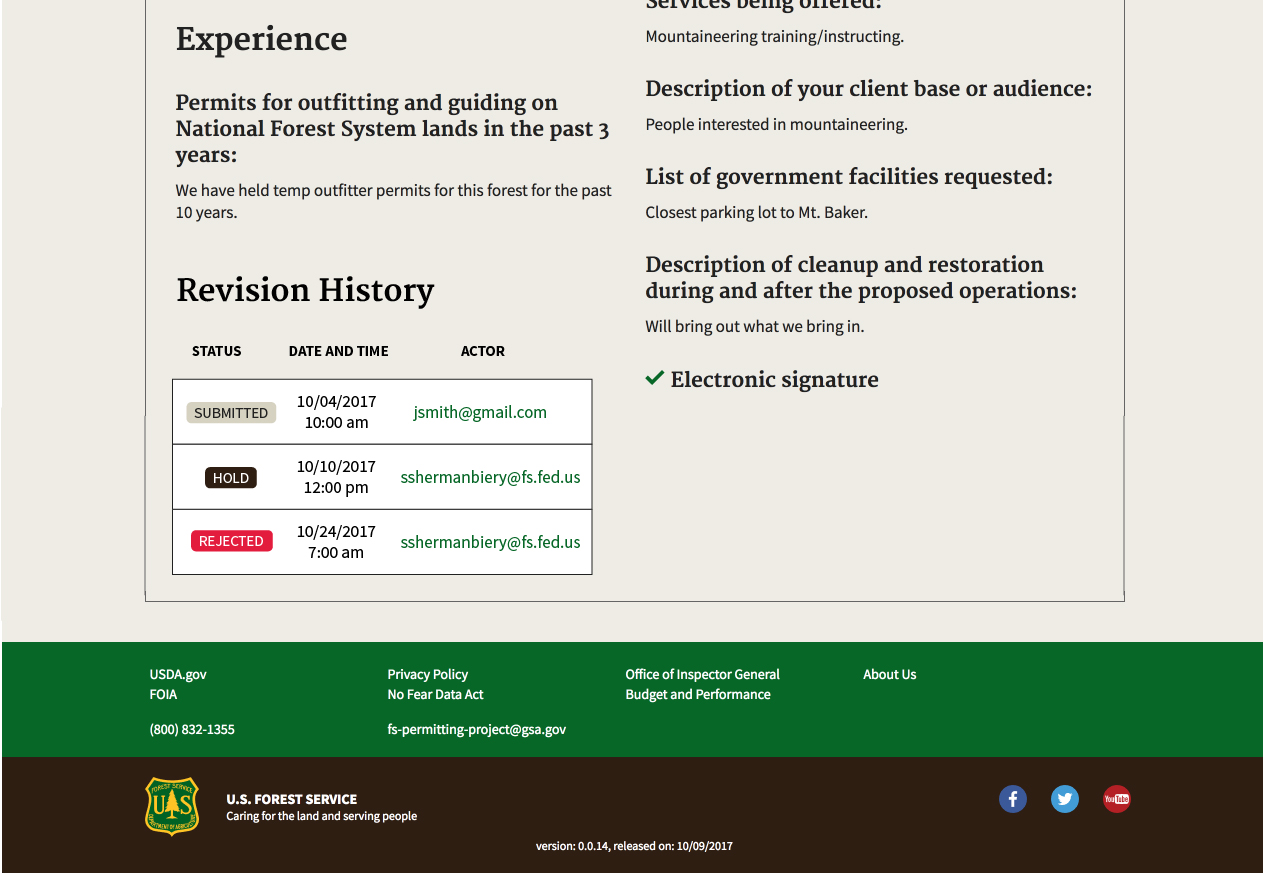 Services being offered:
Mountaineering training/instructing.
Description of your client base or audience:
People interested in mountaineering.
List of government facilities requested:
Closest parking lot to Mt. Baker.
Description of cleanup and restoration
during and after the proposed operations:
Will bring out what we bring in.
Electronic signature
Experience
Permits for outfitting and guiding on
National Forest System lands in the past 3
years:
We have held temp outfitter permits for this forest for the past
10 years.
Revision History
STATUS DATE AND TIME ACTOR
SUBMITTED 10/04/2017 10:00 am jsmith@gmail.com
HOLD 10/10/2017 12:00 pm sshermanbiery@fs.fed.us
REJECTED 10/24/2017 7:00 am sshermanbiery@fs.fed.us
USDA.gov Privacy Policy Office of Inspector General About Us
FOIA No Fear Data Act Budget and Performance
(800) 832-1355 fs-permitting-project@gsa.gov
FOREST SERVICE
U S
DEPARTMENT OF AGRICULTURE
U.S. FOREST SERVICE
Caring for the land and serving people
YouTube
version: 0.0.14, released on: 10/09/2017